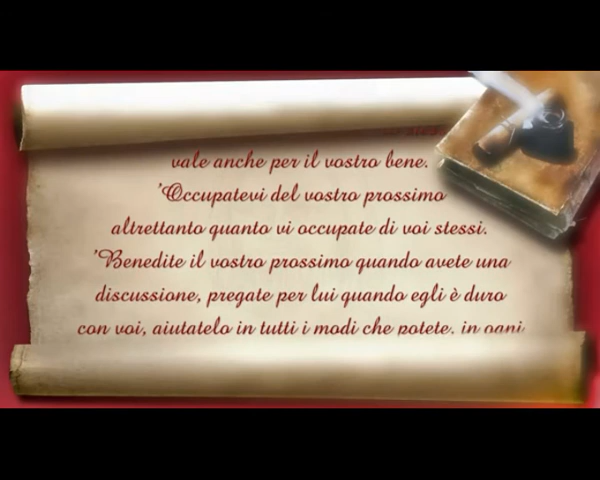 vale anche per il vostro bene.
'Occupatevi del vostro prossimo
altrettanto quanto vi occupate di voi stessi.
'Benedite il vostro prossimo quando avete una
discussione, pregate per lui quando egli è duro
con voi, aiutatelo in tutti i modi che potete, in ogni